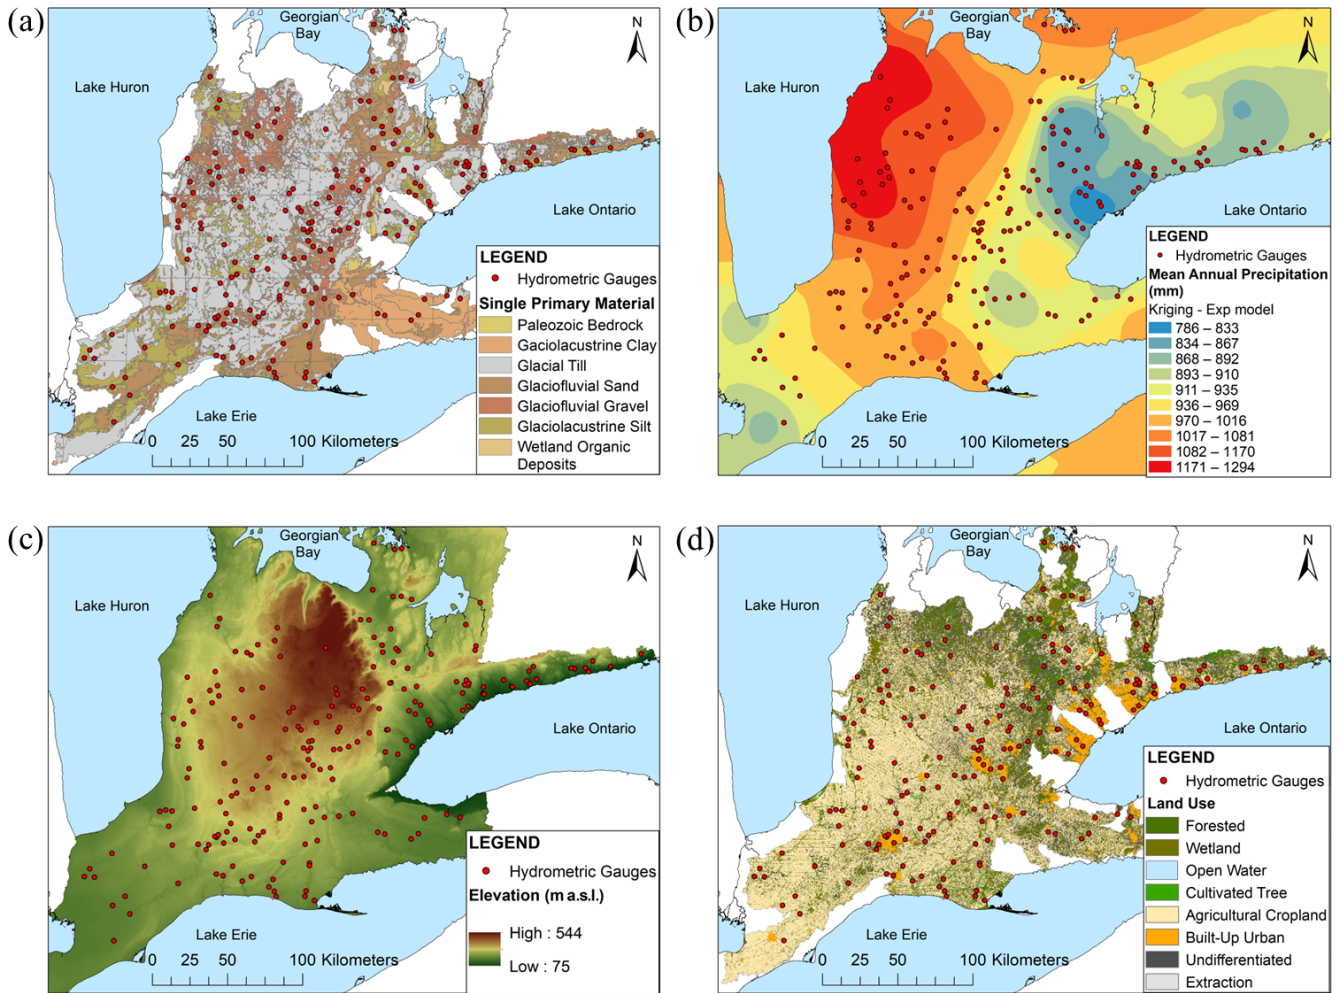 (a)
Georgian
Bay
N
Lake Huron
Lake Ontario
Lake Erie
0 25 50 100 Kilometers
LEGEND
Hydrometric Gauges
Single Primary Material
Paleozoic Bedrock
Gaciolacustrine Clay
Glacial Till
Glaciofluvial Sand
Glaciofluvial Gravel
Glaciolacustrine Silt
Wetland Organic
Deposits
(b)
Georgian
Bay
N
Lake Huron
Lake Ontario
Lake Erie
0 25 50 100 Kilometers
LEGEND
Hydrometric Gauges
Mean Annual Precipitation
(mm)
Kriging - Exp model
786 – 833
834 – 867
868 – 892
893 – 910
911 – 935
936 – 969
970 – 1016
1017 – 1081
1082 – 1170
1171 – 1294
(c)
Georgian
Bay
N
Lake Huron
Lake Ontario
Lake Erie
0 25 50 100 Kilometers
LEGEND
Hydrometric Gauges
Elevation (m a.s.l.)
High : 544
Low : 75
(d)
Georgian
Bay
N
Lake Huron
Lake Ontario
Lake Erie
0 25 50 100 Kilometers
LEGEND
Hydrometric Gauges
Land Use
Forested
Wetland
Open Water
Cultivated Tree
Agricultural Cropland
Built-Up Urban
Undifferentiated
Extraction